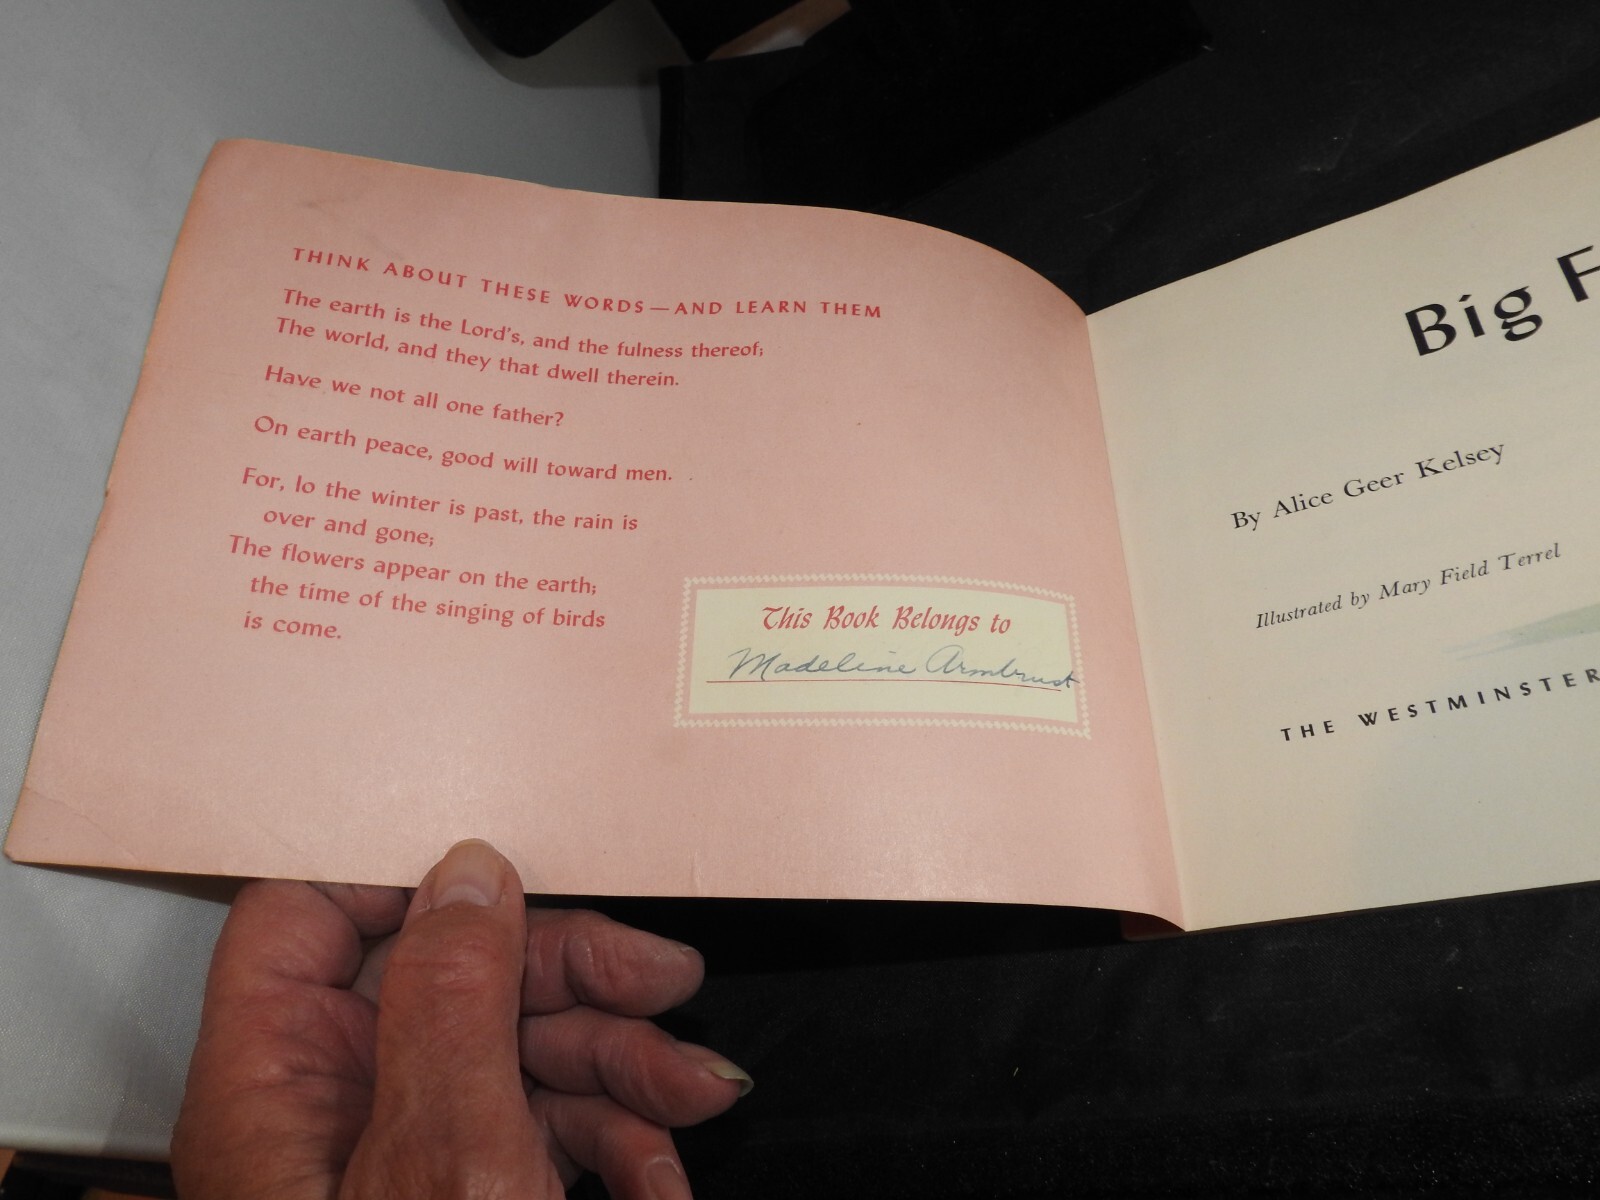 THINK ABOUT THESE WORDS—AND LEARN THEM
The earth is the Lord's, and the fulness thereof;
The world, and they that dwell therein.
Have we not all one father?
On earth peace, good will toward men.
For, lo the winter is past, the rain is
over and gone;
The flowers appear on the earth;
the time of the singing of birds
is come.
This Book Belongs to
Madeline Armbrust
Big F
By Alice Geer Kelsey
Illustrated by Mary Field Terrel
THE WESTMINSTER